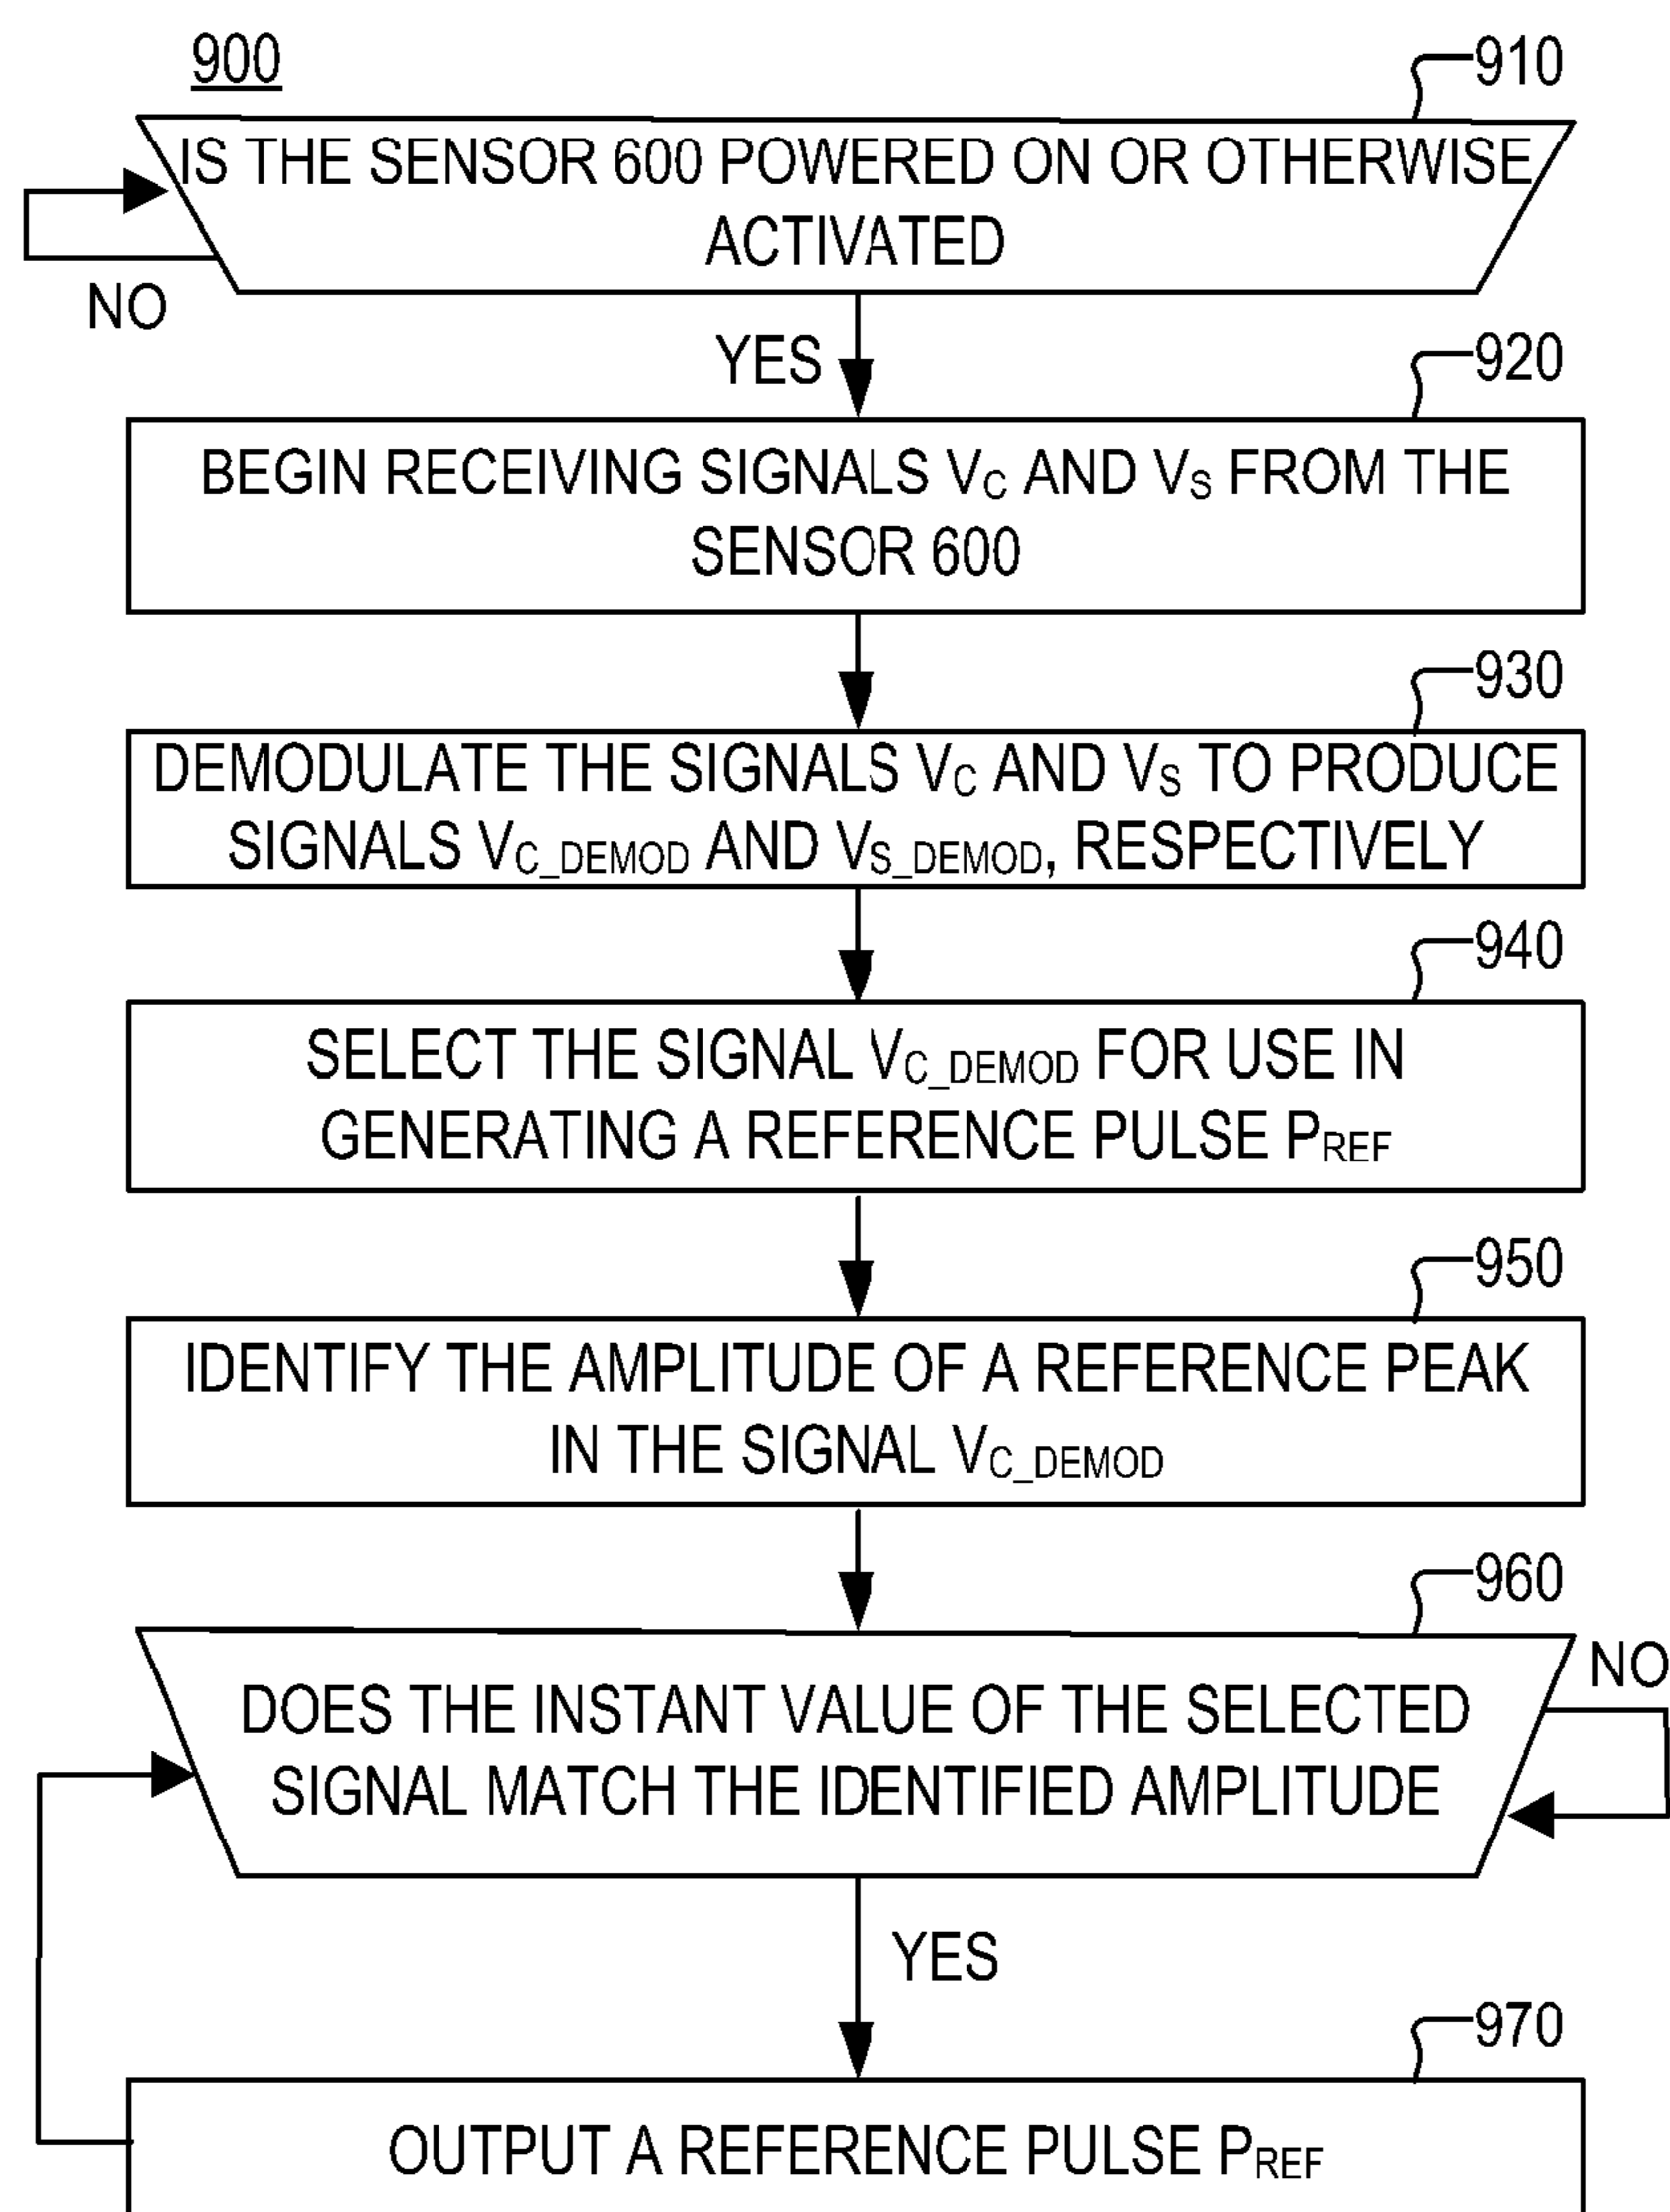 900
910
IS THE SENSOR 600 POWERED ON OR OTHERWISE
ACTIVATED
NO
YES
920
BEGIN RECEIVING SIGNALS VC AND VS FROM THE
SENSOR 600
930
DEMODULATE THE SIGNALS VC AND VS TO PRODUCE
SIGNALS VC_DEMOD AND VS_DEMOD, RESPECTIVELY
940
SELECT THE SIGNAL VC_DEMOD FOR USE IN
GENERATING A REFERENCE PULSE PREF
950
IDENTIFY THE AMPLITUDE OF A REFERENCE PEAK
IN THE SIGNAL VC_DEMOD
960
NO
DOES THE INSTANT VALUE OF THE SELECTED
SIGNAL MATCH THE IDENTIFIED AMPLITUDE
YES
970
OUTPUT A REFERENCE PULSE PREF